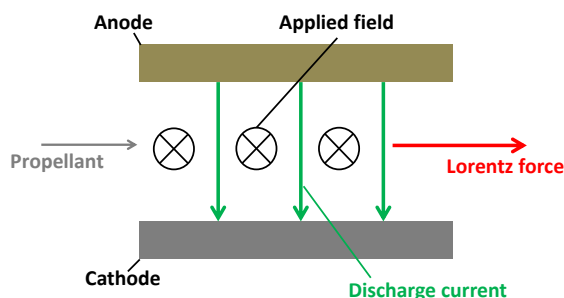 Anode
Applied field
Propellant
Lorentz force
Cathode
Discharge current